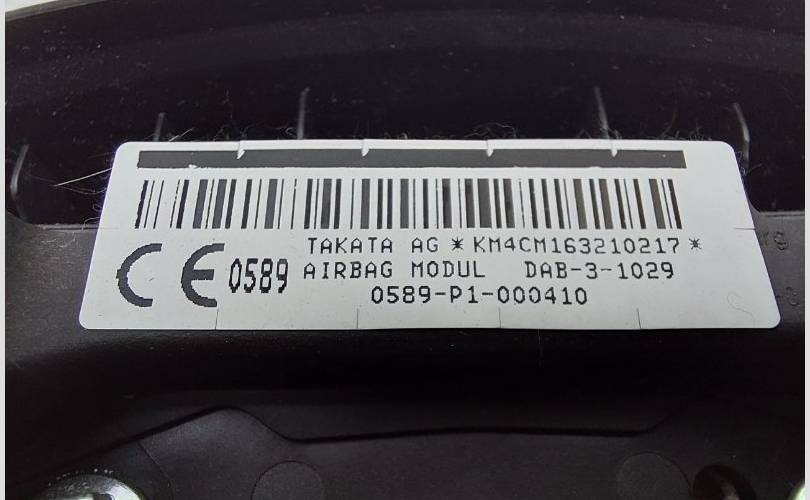 TAKATA AG *KM4CM163210217*
CE 0589 AIRBAG MODUL DAB-3-1029
0589-P1-000410